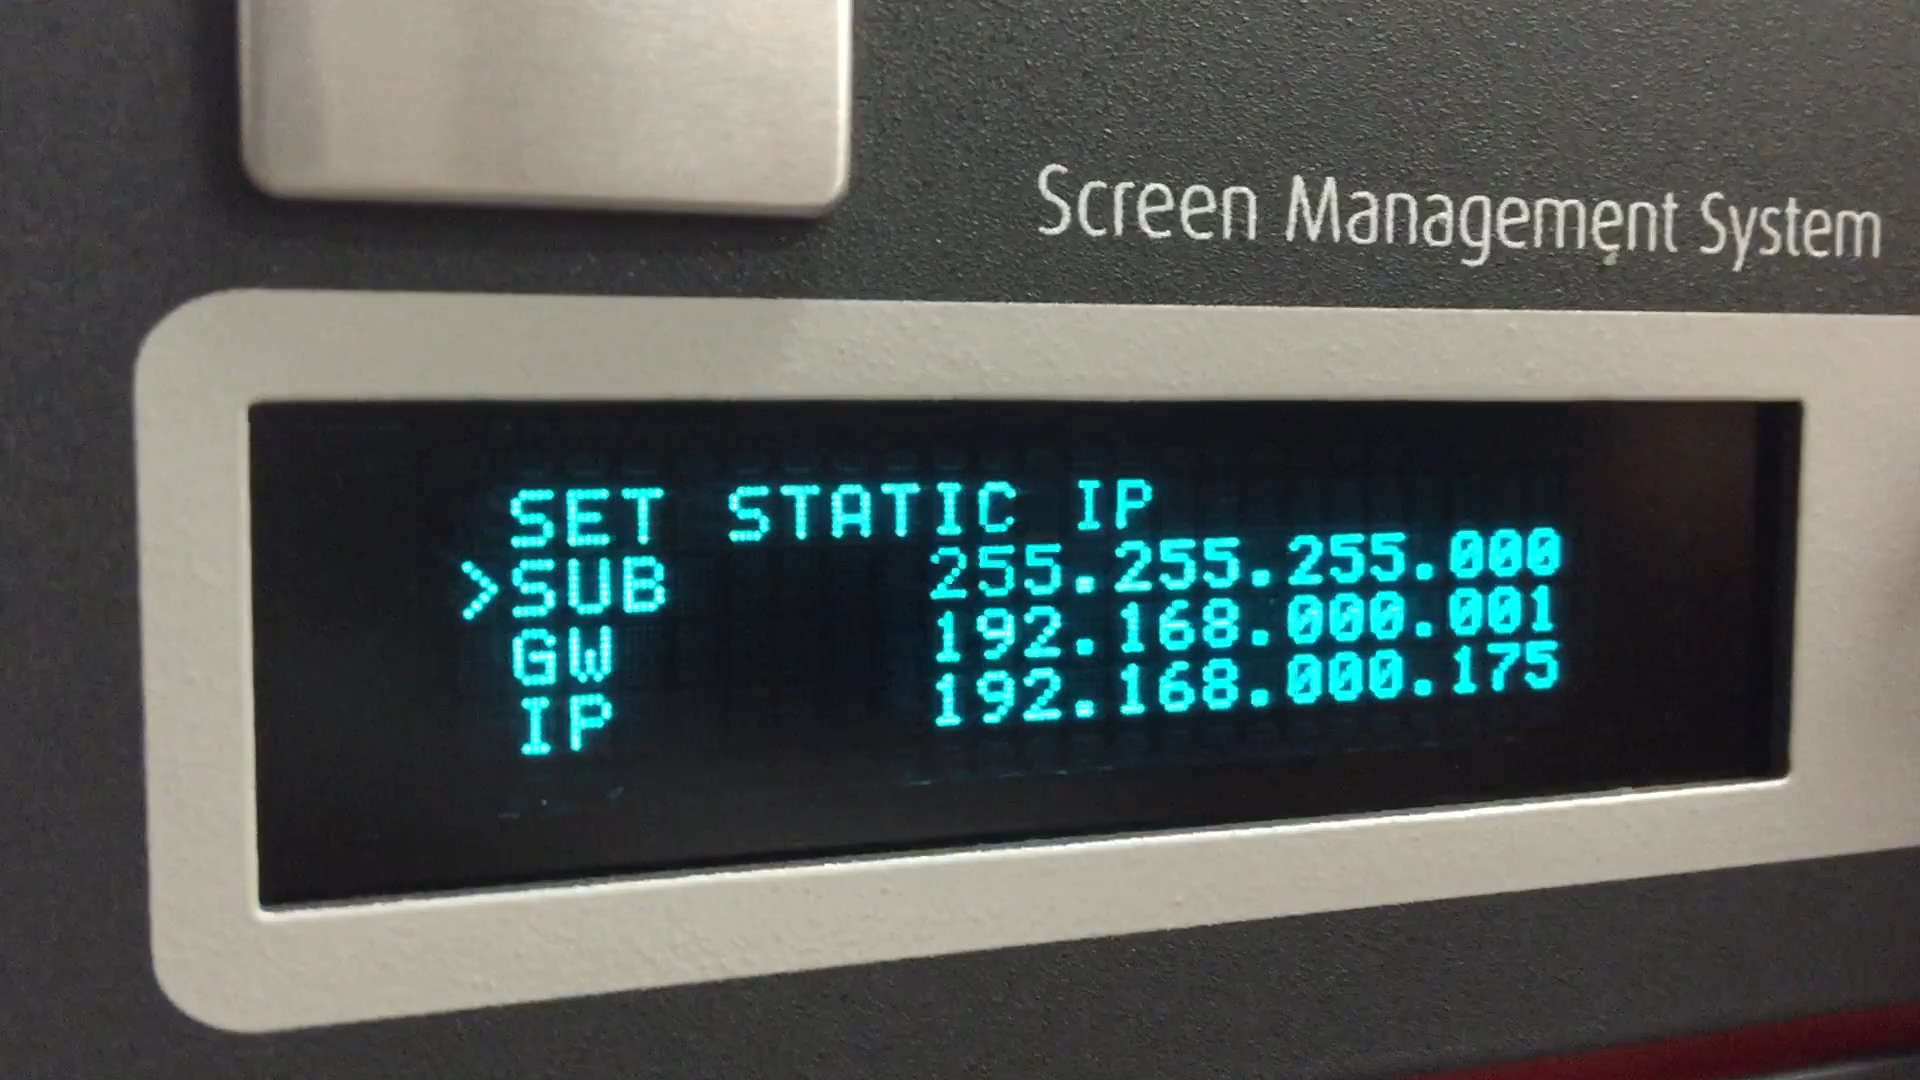 Screen Management System
SET STATIC IP
>SUB 255.255.255.000
GW 192.168.000.001
IP 192.168.000.175